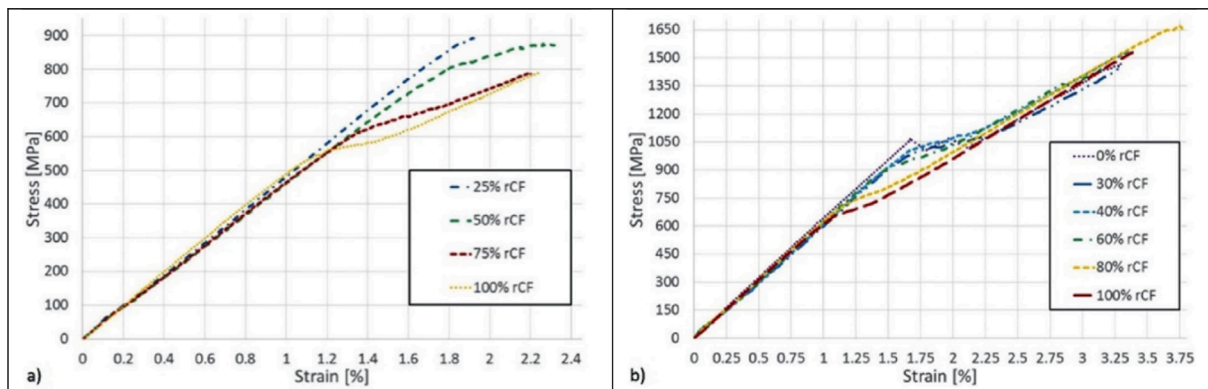 900
800
700
600
500
400
300
200
100
0
Stress [MPa]
25% rCF
50% rCF
75% rCF
100% rCF
0 0.2 0.4 0.6 0.8 1 1.2 1.4 1.6 1.8 2 2.2 2.4
a) Strain [%]
1650
1500
1350
1200
1050
900
750
600
450
300
150
0
Stress [MPa]
0% rCF
30% rCF
40% rCF
60% rCF
80% rCF
100% rCF
0 0.25 0.5 0.75 1 1.25 1.5 1.75 2 2.25 2.5 2.75 3 3.25 3.5 3.75
b) Strain [%]